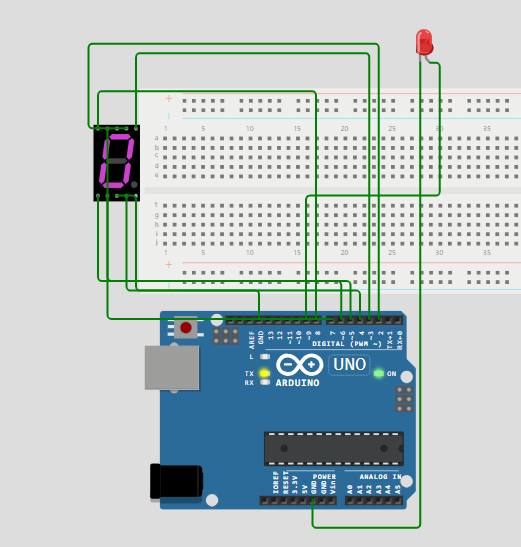 +
1 5 10 15 20 25 30 35
a
b
c
d
e
f
g
h
i
j
1 5 10 15 20 25 30 35
+
AREF
GND
13
12
~11
~10
~9
8
7
~6
~5
4
~3
2
TX→1
RX←0
DIGITAL (PWM ~)
L
TX
RX
UNO
ARDUINO
ON
IOREF
RESET
3.3V
5V
GND
GND
Vin
POWER
A0
A1
A2
A3
A4
A5
ANALOG IN